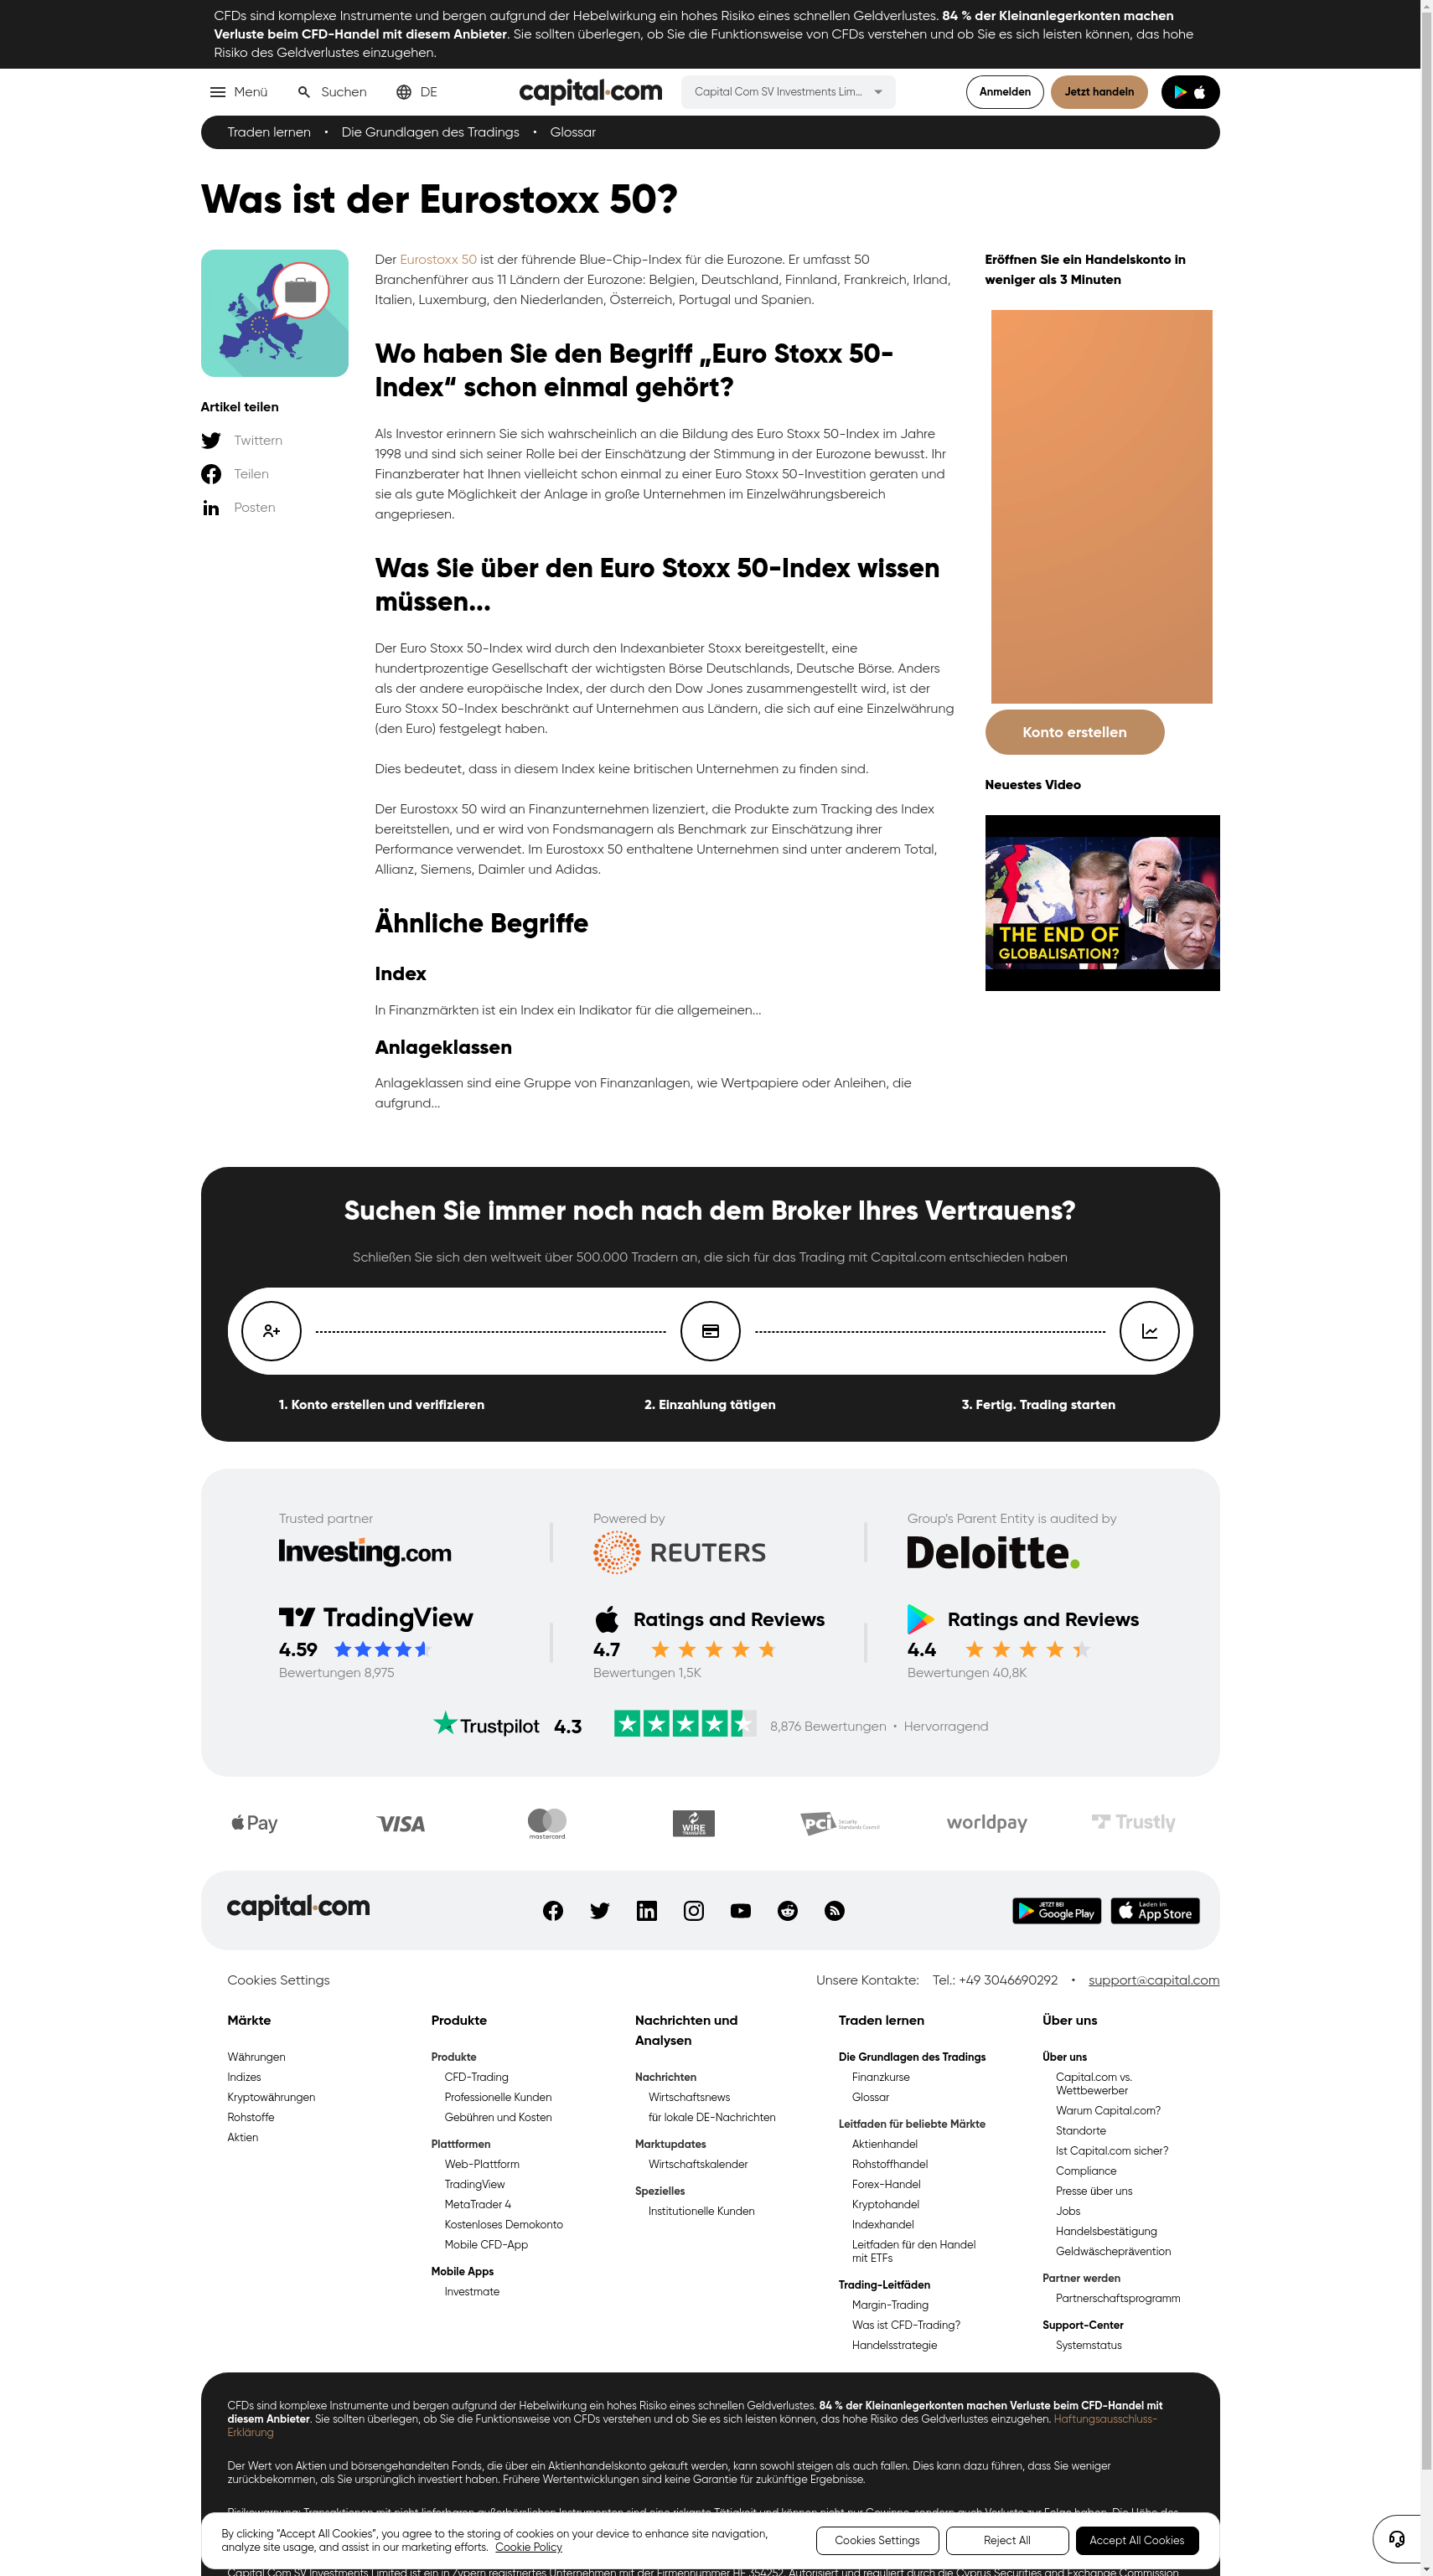 CFDs sind komplexe Instrumente und bergen aufgrund der Hebelwirkung ein hohes Risiko eines schnellen Geldverlustes. 84 % der Kleinanlegerkonten machen
Verluste beim CFD-Handel mit diesem Anbieter. Sie sollten überlegen, ob Sie die Funktionsweise von CFDs verstehen und ob Sie es sich leisten können, das hohe
Risiko des Geldverlustes einzugehen.
Menü
Suchen
DE
capital.com
Capital Com SV Investments Lim...
Anmelden
Jetzt handeln
Traden lernen • Die Grundlagen des Tradings • Glossar
Was ist der Eurostoxx 50?
Artikel teilen
Twittern
Teilen
Posten
Der Eurostoxx 50 ist der führende Blue-Chip-Index für die Eurozone. Er umfasst 50
Branchenführer aus 11 Ländern der Eurozone: Belgien, Deutschland, Finnland, Frankreich, Irland,
Italien, Luxemburg, den Niederlanden, Österreich, Portugal und Spanien.
Wo haben Sie den Begriff „Euro Stoxx 50-
Index“ schon einmal gehört?
Als Investor erinnern Sie sich wahrscheinlich an die Bildung des Euro Stoxx 50-Index im Jahre
1998 und sind sich seiner Rolle bei der Einschätzung der Stimmung in der Eurozone bewusst. Ihr
Finanzberater hat Ihnen vielleicht schon einmal zu einer Euro Stoxx 50-Investition geraten und
sie als gute Möglichkeit der Anlage in große Unternehmen im Einzelwährungsbereich
angepriesen.
Was Sie über den Euro Stoxx 50-Index wissen
müssen...
Der Euro Stoxx 50-Index wird durch den Indexanbieter Stoxx bereitgestellt, eine
hundertprozentige Gesellschaft der wichtigsten Börse Deutschlands, Deutsche Börse. Anders
als der andere europäische Index, der durch den Dow Jones zusammengestellt wird, ist der
Euro Stoxx 50-Index beschränkt auf Unternehmen aus Ländern, die sich auf eine Einzelwährung
(den Euro) festgelegt haben.
Dies bedeutet, dass in diesem Index keine britischen Unternehmen zu finden sind.
Der Eurostoxx 50 wird an Finanzunternehmen lizenziert, die Produkte zum Tracking des Index
bereitstellen, und er wird von Fondsmanagern als Benchmark zur Einschätzung ihrer
Performance verwendet. Im Eurostoxx 50 enthaltene Unternehmen sind unter anderem Total,
Allianz, Siemens, Daimler und Adidas.
Ähnliche Begriffe
Index
In Finanzmärkten ist ein Index ein Indikator für die allgemeinen...
Anlageklassen
Anlageklassen sind eine Gruppe von Finanzanlagen, wie Wertpapiere oder Anleihen, die
aufgrund...
Eröffnen Sie ein Handelskonto in
weniger als 3 Minuten
Konto erstellen
Neuestes Video
THE END OF
GLOBALISATION?
Suchen Sie immer noch nach dem Broker Ihres Vertrauens?
Schließen Sie sich den weltweit über 500.000 Tradern an, die sich für das Trading mit Capital.com entschieden haben
1. Konto erstellen und verifizieren
2. Einzahlung tätigen
3. Fertig. Trading starten
Trusted partner
Investing.com
Powered by
REUTERS
Group's Parent Entity is audited by
Deloitte.
TradingView
4.59
Bewertungen 8,975
Ratings and Reviews
4.7
Bewertungen 1,5K
Ratings and Reviews
4.4
Bewertungen 40,8K
Trustpilot 4.3
8,876 Bewertungen • Hervorragend
Pay
VISA
mastercard
WIRE
TRANSFER
PCi Security
Standards Council
worldpay
Trustly
capital.com
JETZT BEI
Google Play
Laden im
App Store
Cookies Settings
Unsere Kontakte: Tel.: +49 3046690292 • support@capital.com
Märkte
Währungen
Indizes
Kryptowährungen
Rohstoffe
Aktien
Produkte
Produkte
CFD-Trading
Professionelle Kunden
Gebühren und Kosten
Plattformen
Web-Plattform
TradingView
MetaTrader 4
Kostenloses Demokonto
Mobile CFD-App
Mobile Apps
Investmate
Nachrichten und
Analysen
Nachrichten
Wirtschaftsnews
für lokale DE-Nachrichten
Marktupdates
Wirtschaftskalender
Spezielles
Institutionelle Kunden
Traden lernen
Die Grundlagen des Tradings
Finanzkurse
Glossar
Leitfaden für beliebte Märkte
Aktienhandel
Rohstoffhandel
Forex-Handel
Kryptohandel
Indexhandel
Leitfaden für den Handel
mit ETFs
Trading-Leitfäden
Margin-Trading
Was ist CFD-Trading?
Handelsstrategie
Über uns
Über uns
Capital.com vs.
Wettbewerber
Warum Capital.com?
Standorte
Ist Capital.com sicher?
Compliance
Presse über uns
Jobs
Handelsbestätigung
Geldwäscheprävention
Partner werden
Partnerschaftsprogramm
Support-Center
Systemstatus
CFDs sind komplexe Instrumente und bergen aufgrund der Hebelwirkung ein hohes Risiko eines schnellen Geldverlustes. 84 % der Kleinanlegerkonten machen Verluste beim CFD-Handel mit
diesem Anbieter. Sie sollten überlegen, ob Sie die Funktionsweise von CFDs verstehen und ob Sie es sich leisten können, das hohe Risiko des Geldverlustes einzugehen. Haftungsausschluss-
Erklärung
Der Wert von Aktien und börsengehandelten Fonds, die über ein Aktienhandelskonto gekauft werden, kann sowohl steigen als auch fallen. Dies kann dazu führen, dass Sie weniger
zurückbekommen, als Sie ursprünglich investiert haben. Frühere Wertentwicklungen sind keine Garantie für zukünftige Ergebnisse.
By clicking “Accept All Cookies”, you agree to the storing of cookies on your device to enhance site navigation,
analyze site usage, and assist in our marketing efforts. Cookie Policy
Cookies Settings
Reject All
Accept All Cookies
Capital Com SV Investments Limited ist ein in Zypern registriertes Unternehmen mit der Firmennummer HE 354252. Autorisiert und reguliert durch die Cyprus Securities and Exchange Commission